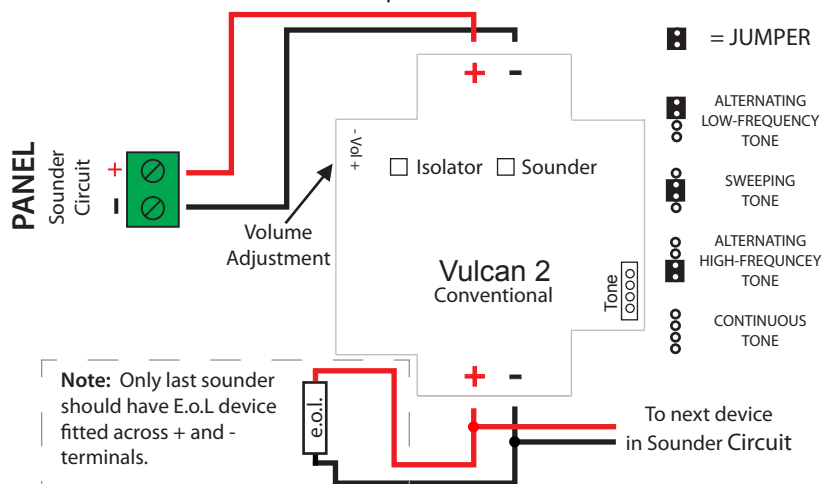 = JUMPER
+ -
- Vol +
ALTERNATING
LOW-FREQUENCY
TONE
PANEL
Sounder
Circuit
+
-
Isolator
Sounder
SWEEPING
TONE
Volume
Adjustment
ALTERNATING
HIGH-FREQUNCEY
TONE
Vulcan 2
Conventional
Tone
CONTINUOUS
TONE
Note: Only last sounder
should have E.o.L device
fitted across + and -
terminals.
e.o.l.
+ -
To next device
in Sounder Circuit